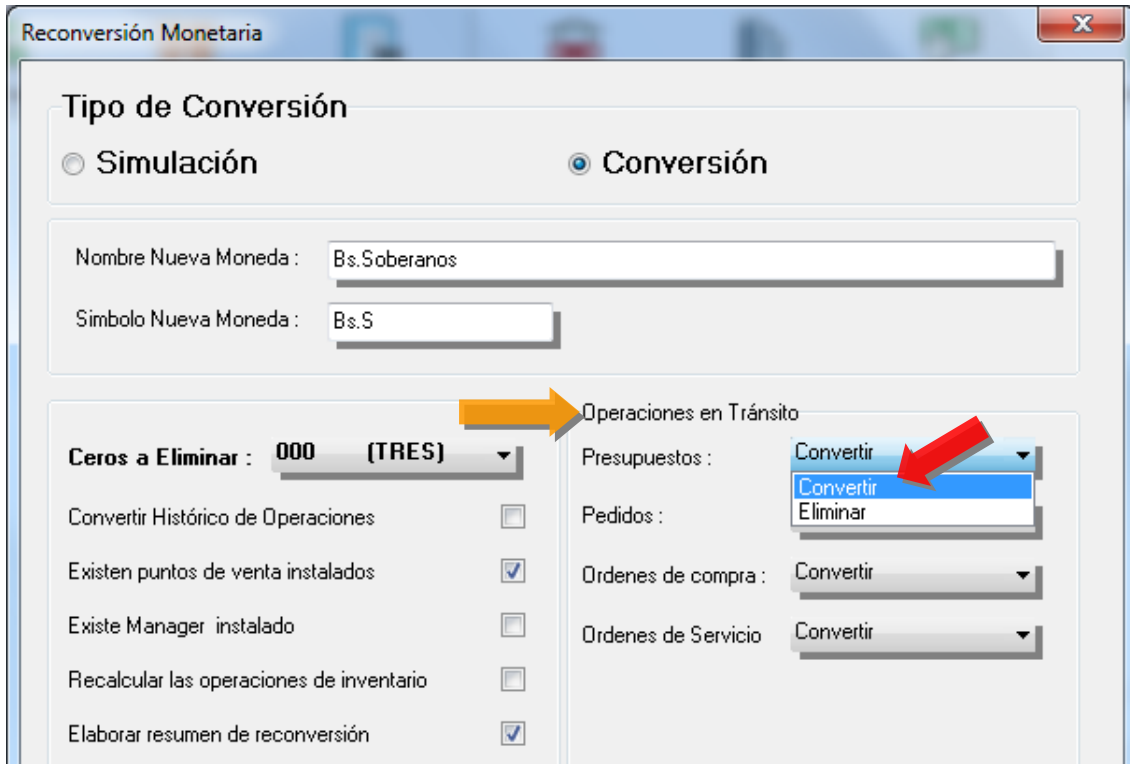 Reconversión Monetaria
Tipo de Conversión
Simulación
Conversión
Nombre Nueva Moneda :
Bs.Soberanos
Simbolo Nueva Moneda :
Bs.S
Ceros a Eliminar :
000 (TRES)
Convertir Histórico de Operaciones
Existen puntos de venta instalados
Existe Manager instalado
Recalcular las operaciones de inventario
Elaborar resumen de reconversión
Operaciones en Tránsito
Presupuestos :
Convertir
Convertir
Eliminar
Pedidos :
Ordenes de compra :
Convertir
Ordenes de Servicio
Convertir